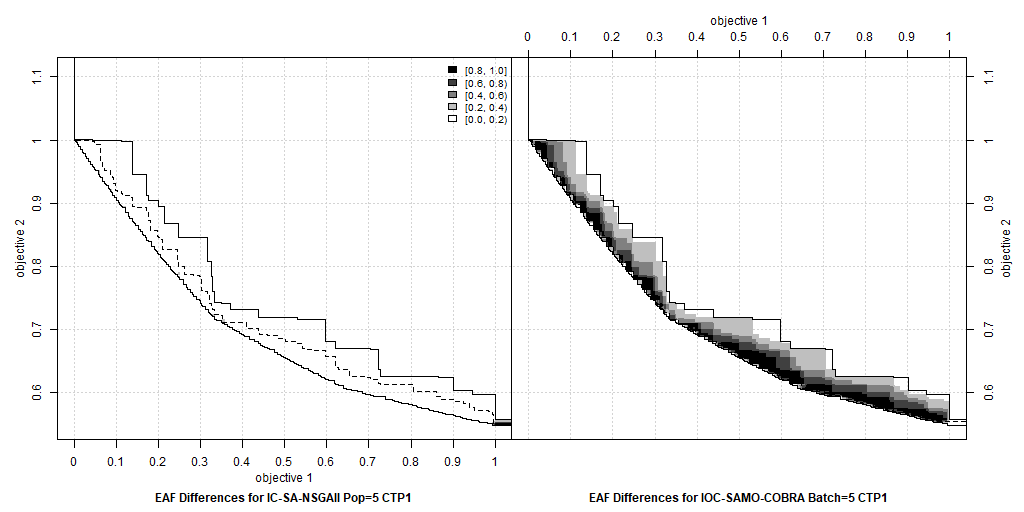 objective 1
0 0.1 0.2 0.3 0.4 0.5 0.6 0.7 0.8 0.9 1
[0.8, 1.0]
[0.6, 0.8)
[0.4, 0.6)
[0.2, 0.4)
[0.0, 0.2)
objective 2
1.1
1
0.9
0.8
0.7
0.6
1.1
1
0.9
0.8
0.7
0.6
objective 2
0 0.1 0.2 0.3 0.4 0.5 0.6 0.7 0.8 0.9 1
objective 1
EAF Differences for IC-SA-NSGAII Pop=5 CTP1
EAF Differences for IOC-SAMO-COBRA Batch=5 CTP1